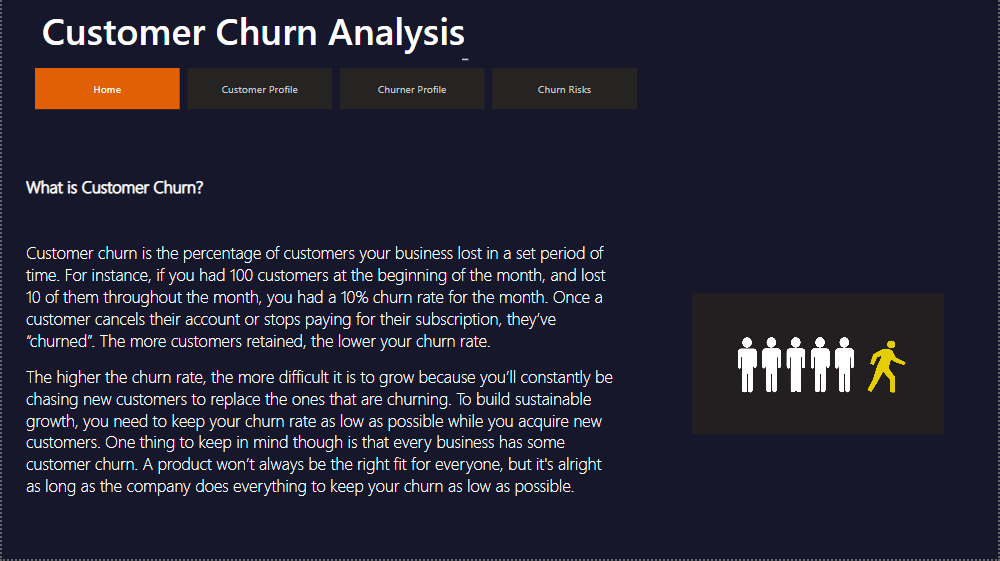 Customer Churn Analysis
Home
Customer Profile
Churner Profile
Churn Risks
What is Customer Churn?
Customer churn is the percentage of customers your business lost in a set period of
time. For instance, if you had 100 customers at the beginning of the month, and lost
10 of them throughout the month, you had a 10% churn rate for the month. Once a
customer cancels their account or stops paying for their subscription, they’ve
“churned”. The more customers retained, the lower your churn rate.
The higher the churn rate, the more difficult it is to grow because you’ll constantly be
chasing new customers to replace the ones that are churning. To build sustainable
growth, you need to keep your churn rate as low as possible while you acquire new
customers. One thing to keep in mind though is that every business has some
customer churn. A product won’t always be the right fit for everyone, but it's alright
as long as the company does everything to keep your churn as low as possible.